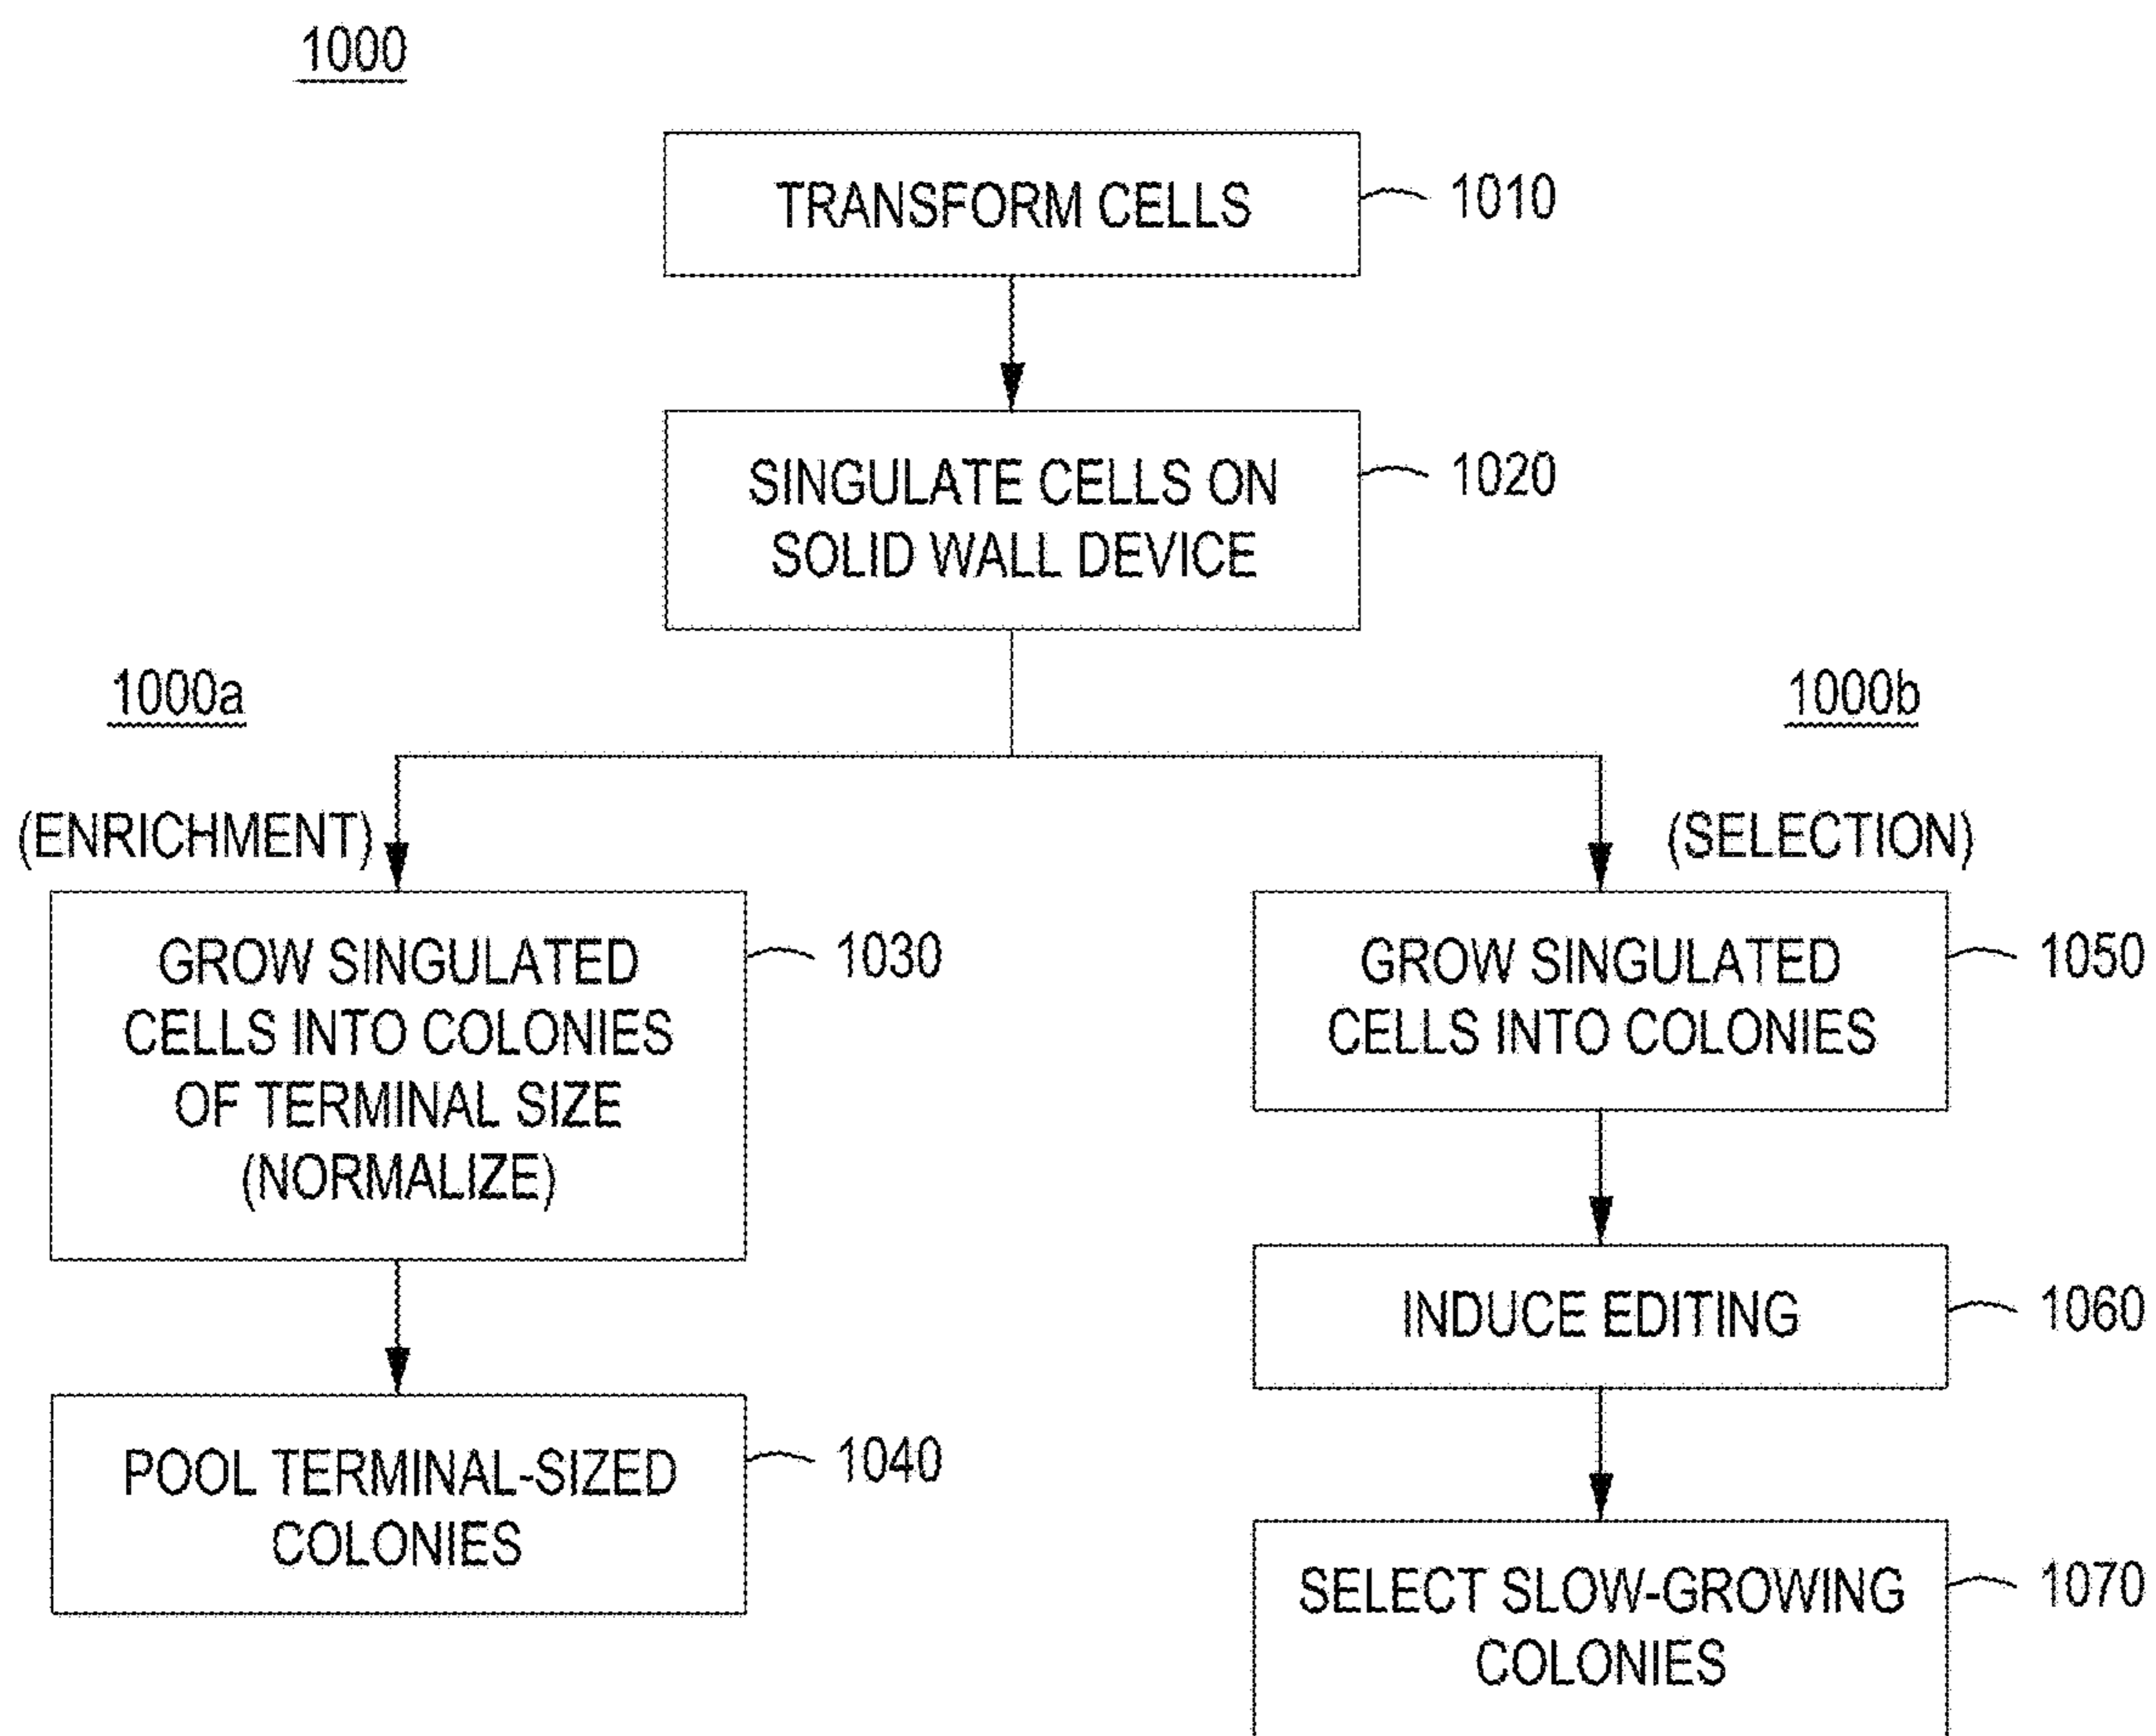 1000
TRANSFORM CELLS
1010
SINGULATE CELLS ON
SOLID WALL DEVICE
1020
1000a
1000b
(ENRICHMENT)
(SELECTION)
GROW SINGULATED
CELLS INTO COLONIES
OF TERMINAL SIZE
(NORMALIZE)
1030
GROW SINGULATED
CELLS INTO COLONIES
1050
INDUCE EDITING
1060
POOL TERMINAL-SIZED
COLONIES
1040
SELECT SLOW-GROWING
COLONIES
1070